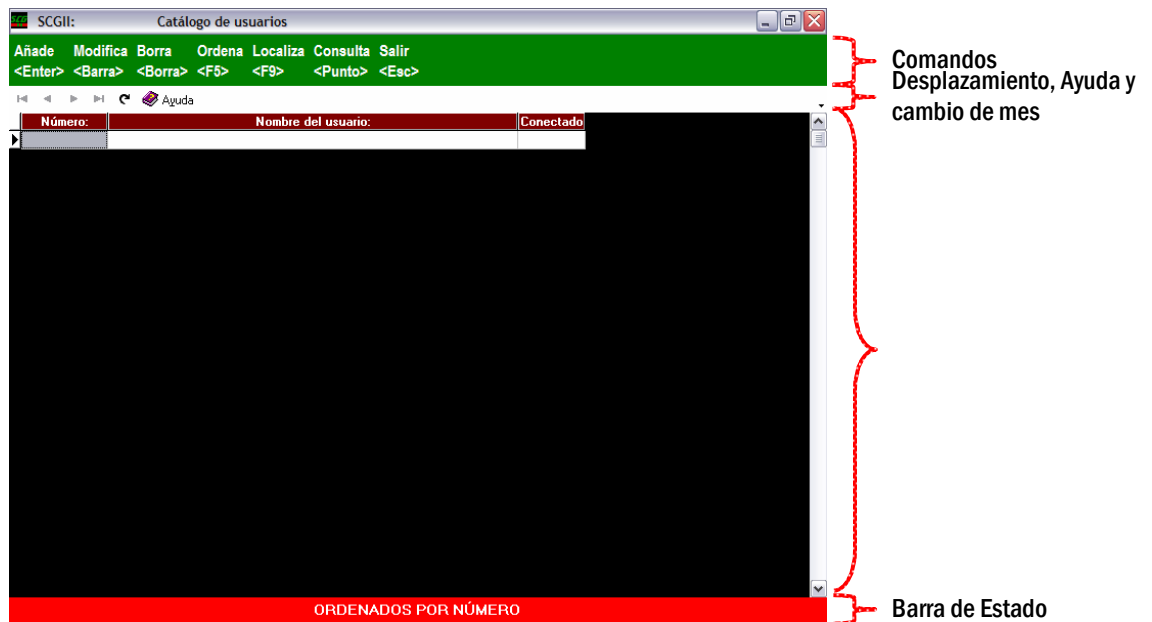 SCG SCGII: Catálogo de usuarios
Añade Modifica Borra Ordena Localiza Consulta Salir
<Enter> <Barra> <Borra> <F5> <F9> <Punto> <Esc>
Ayuda
Número: Nombre del usuario: Conectado
ORDENADOS POR NÚMERO
Comandos
Desplazamiento, Ayuda y
cambio de mes
Barra de Estado